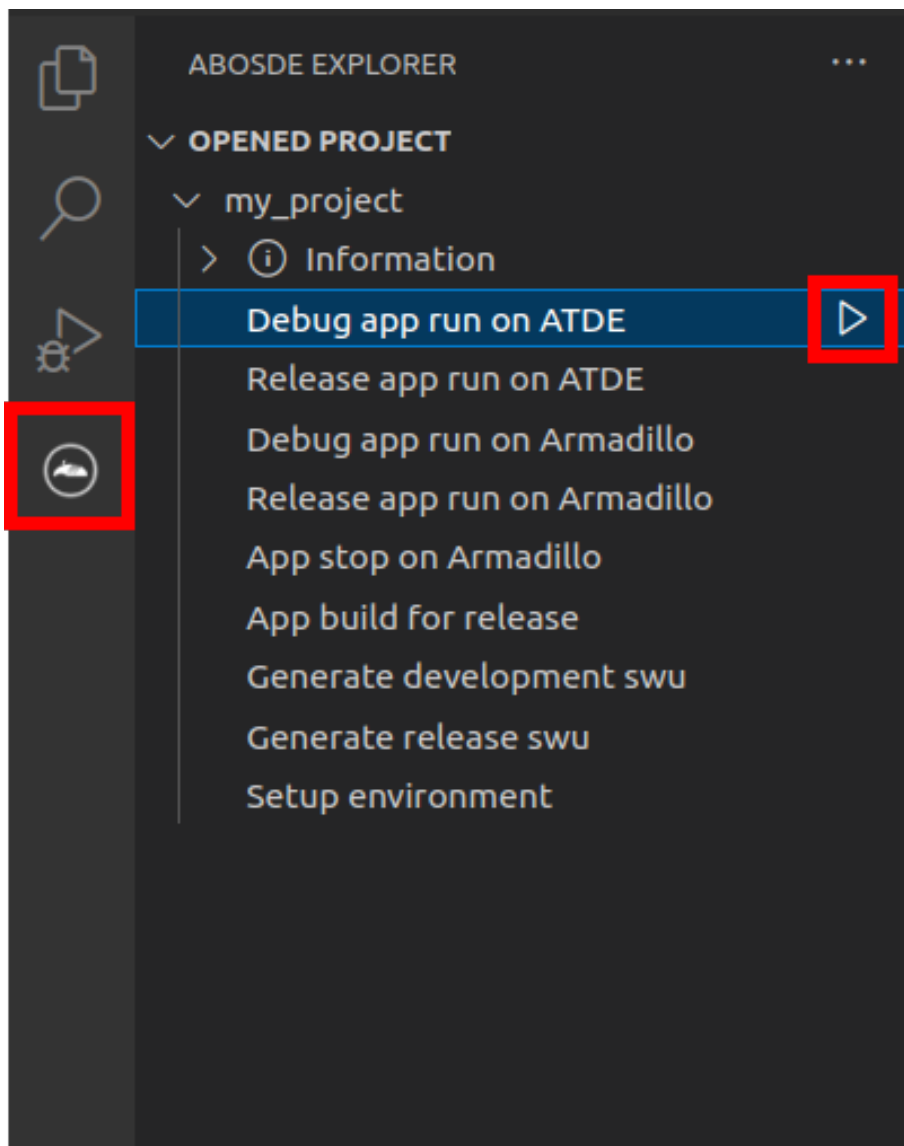 ABOSDE EXPLORER
OPENED PROJECT
my_project
Information
Debug app run on ATDE
Release app run on ATDE
Debug app run on Armadillo
Release app run on Armadillo
App stop on Armadillo
App build for release
Generate development swu
Generate release swu
Setup environment